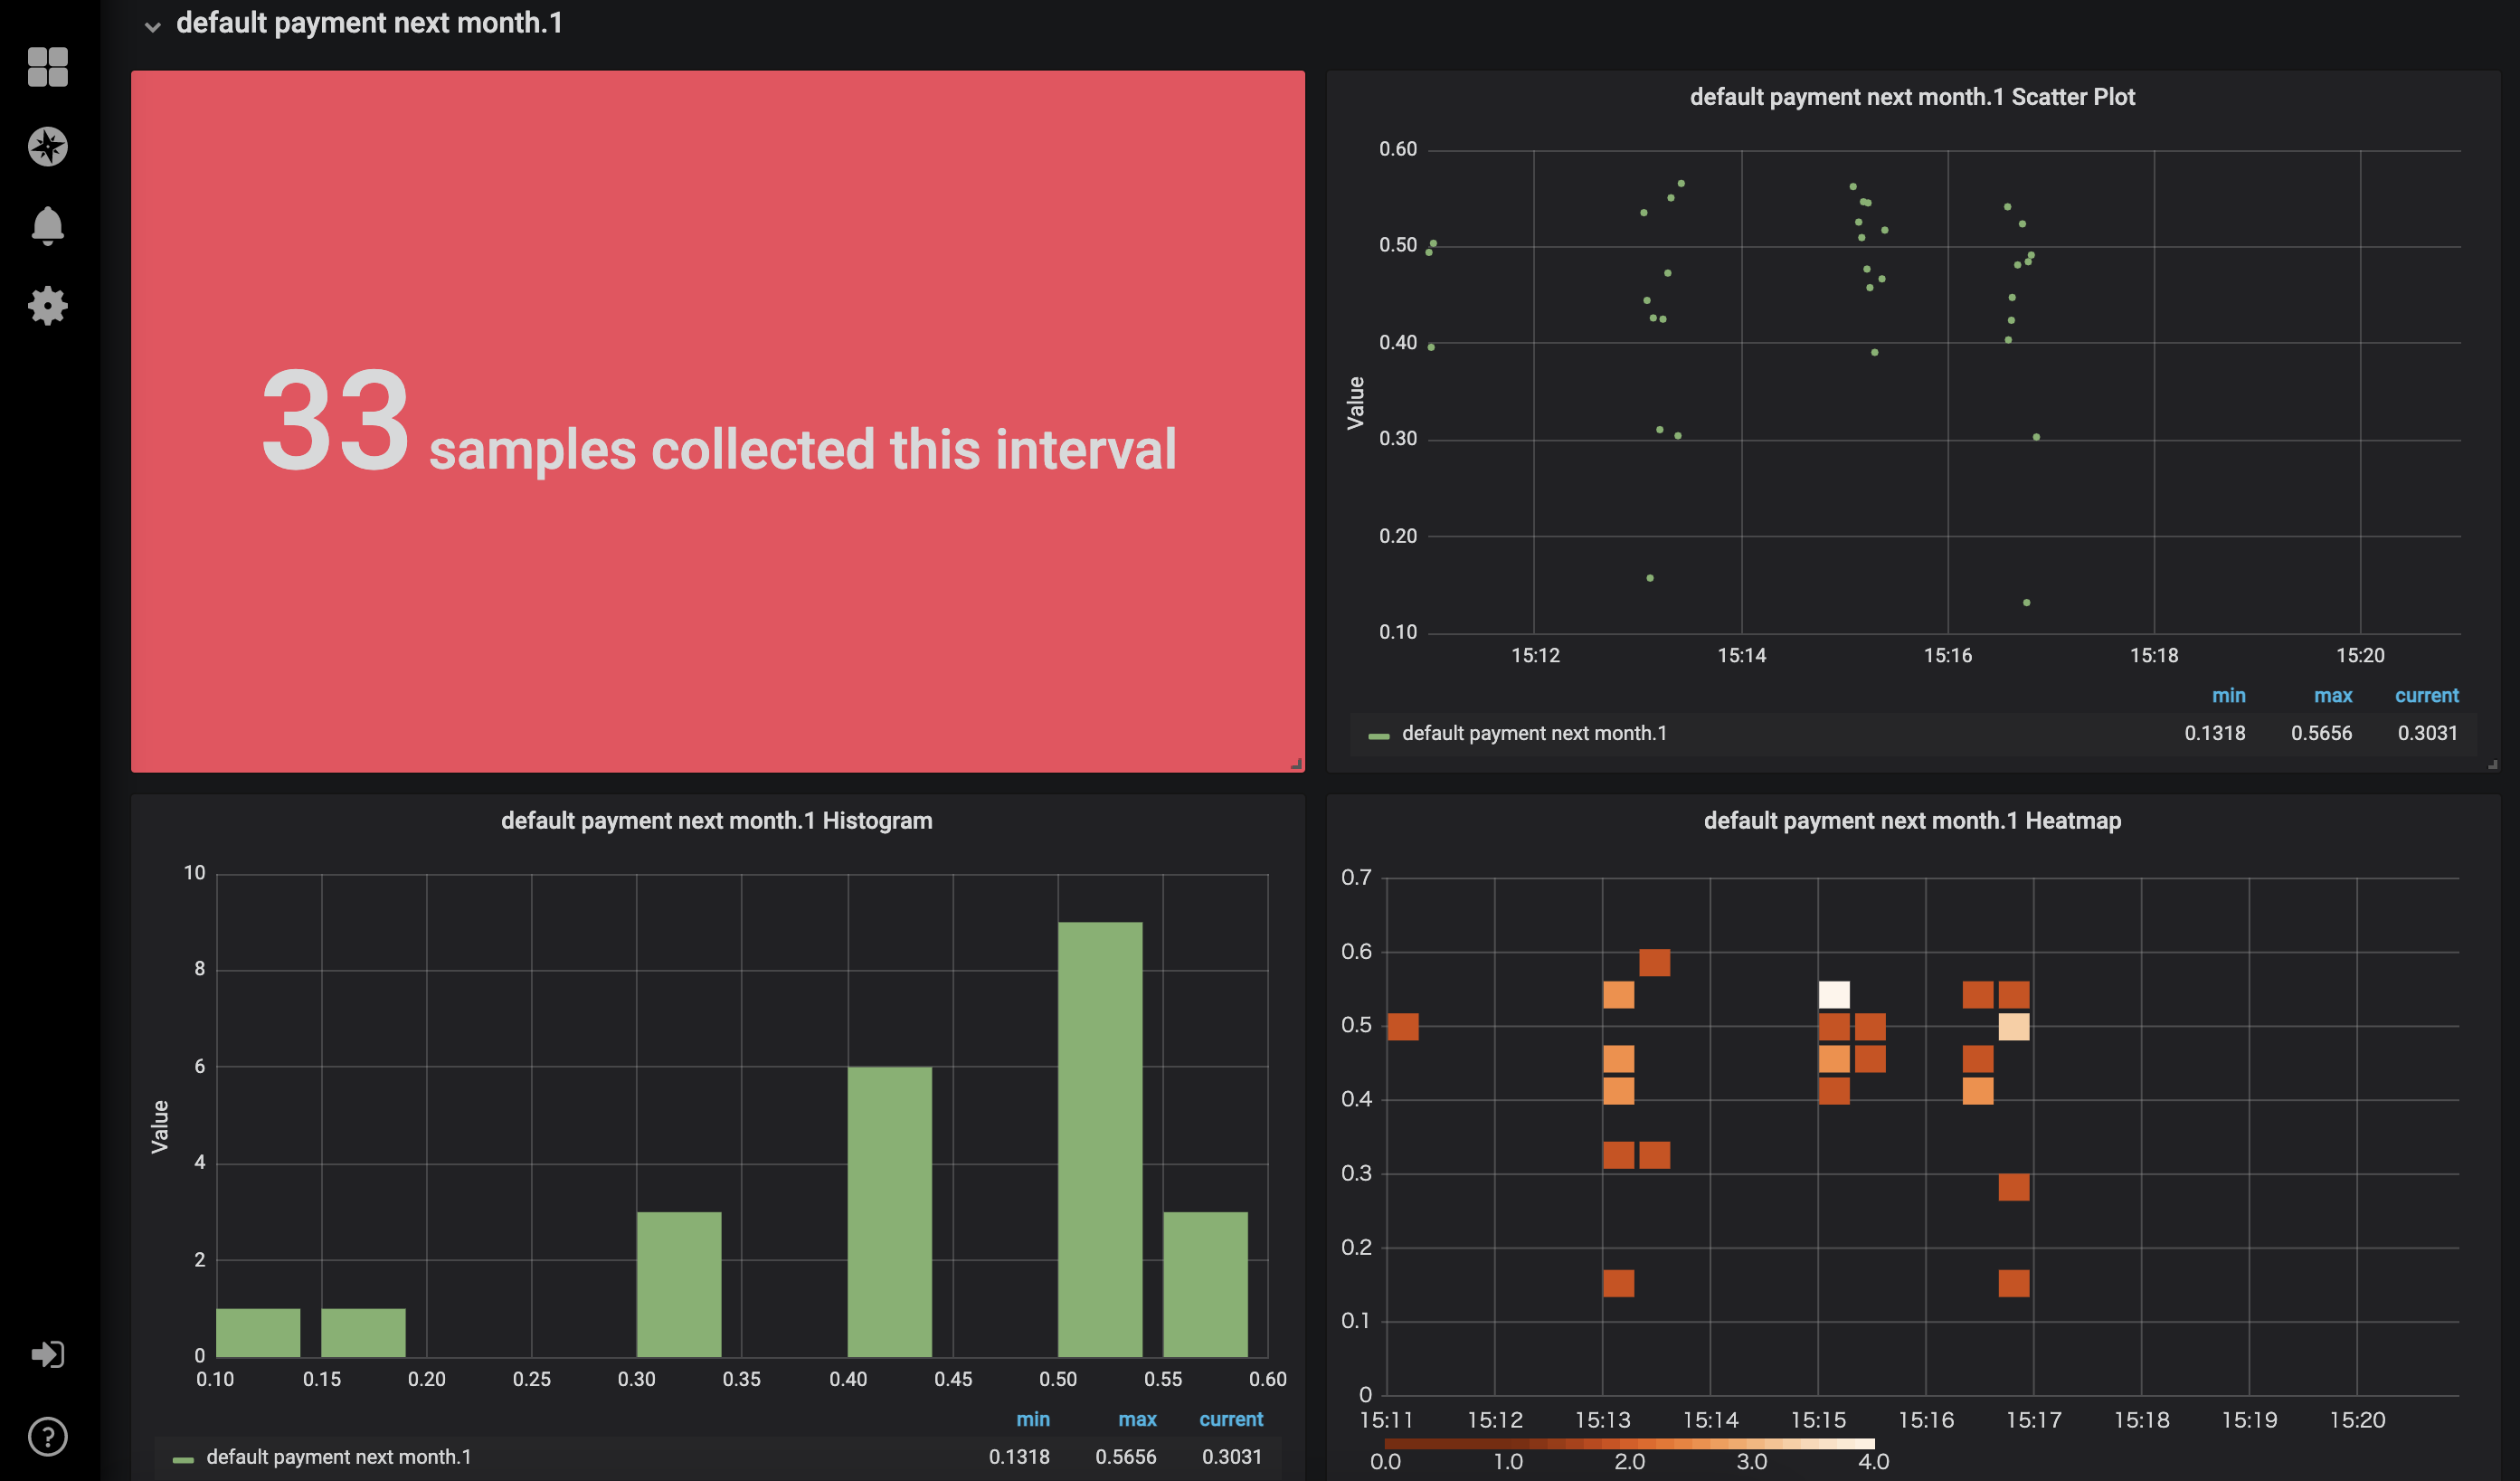 default payment next month.1
33 samples collected this interval
default payment next month.1 Scatter Plot
0.60
0.50
0.40
0.30
0.20
0.10
Value
15:12 15:14 15:16 15:18 15:20
min max current
default payment next month.1 0.1318 0.5656 0.3031
default payment next month.1 Histogram
10
8
6
4
2
0
Value
0.10 0.15 0.20 0.25 0.30 0.35 0.40 0.45 0.50 0.55 0.60
min max current
default payment next month.1 0.1318 0.5656 0.3031
default payment next month.1 Heatmap
0.7
0.6
0.5
0.4
0.3
0.2
0.1
0
15:11 15:12 15:13 15:14 15:15 15:16 15:17 15:18 15:19 15:20
0.0 1.0 2.0 3.0 4.0
?